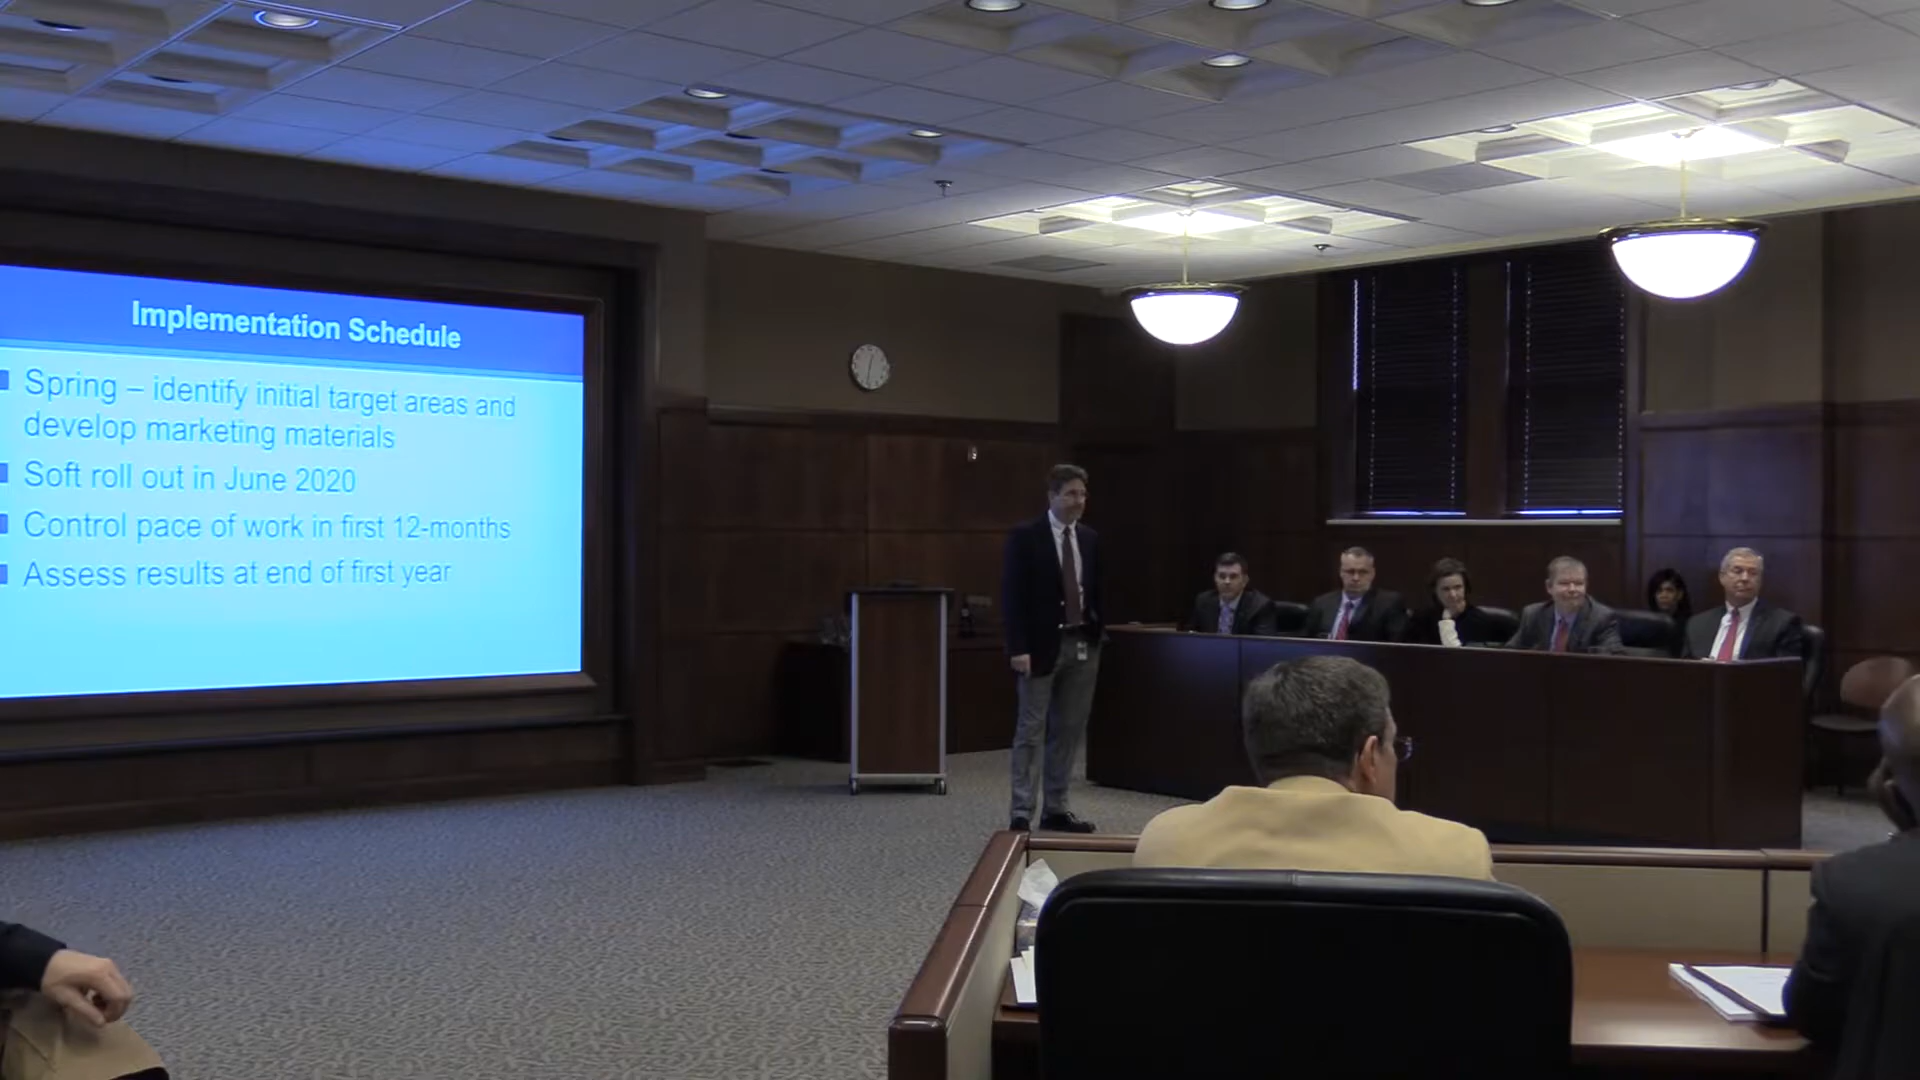 Implementation Schedule
Spring – identify initial target areas and
develop marketing materials
Soft roll out in June 2020
Control pace of work in first 12-months
Assess results at end of first year